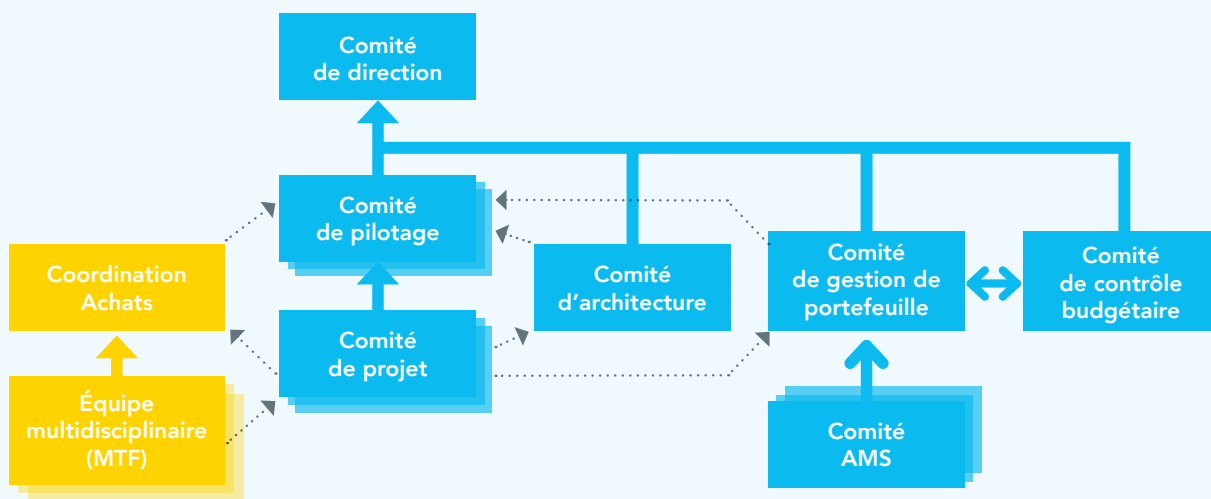 Comité
de direction
Comité
de pilotage
Coordination
Achats
Comité
d’architecture
Comité
de gestion de
portefeuille
Comité
de contrôle
budgétaire
Comité
de projet
Équipe
multidisciplinaire
(MTF)
Comité
AMS